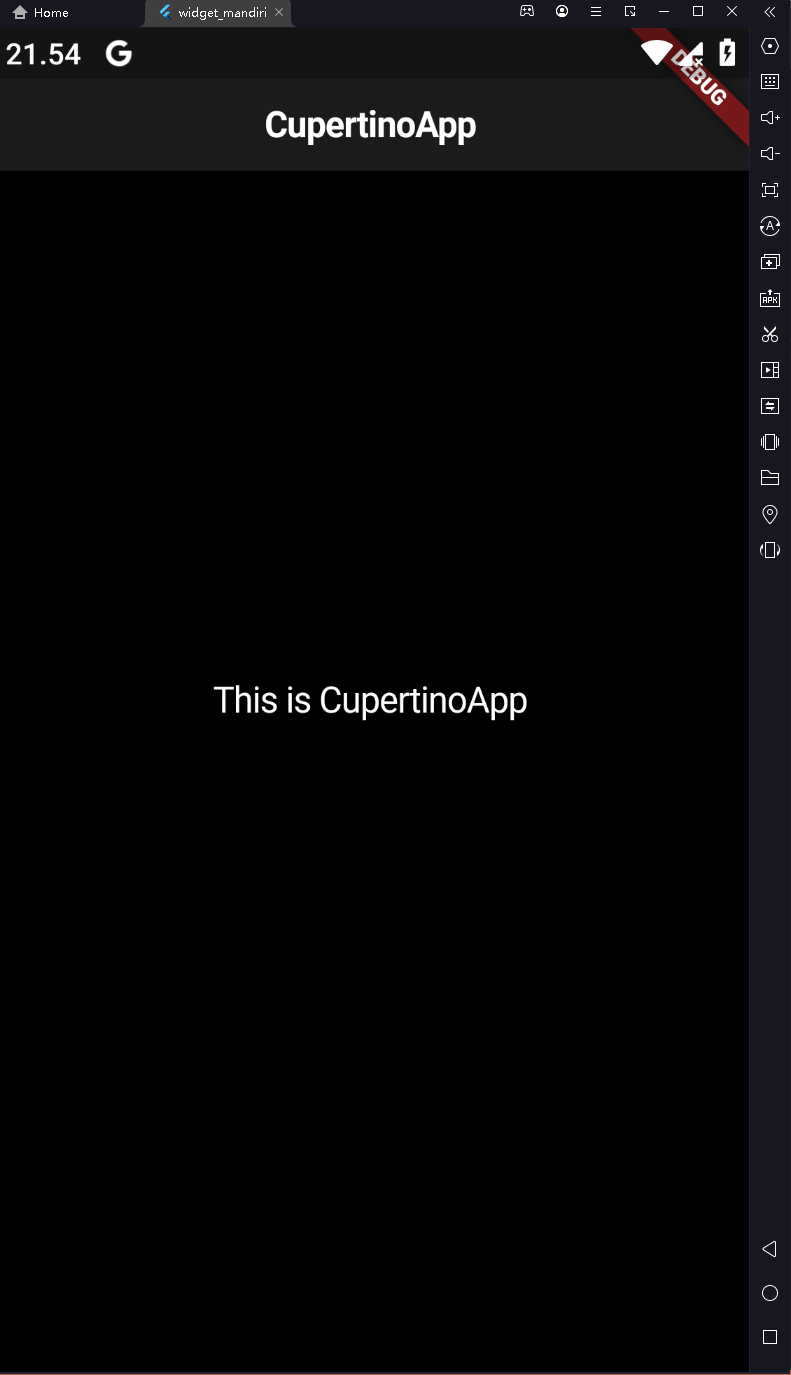 Home
widget_mandiri
21.54 G
DEBUG
CupertinoApp
A
APK
This is CupertinoApp